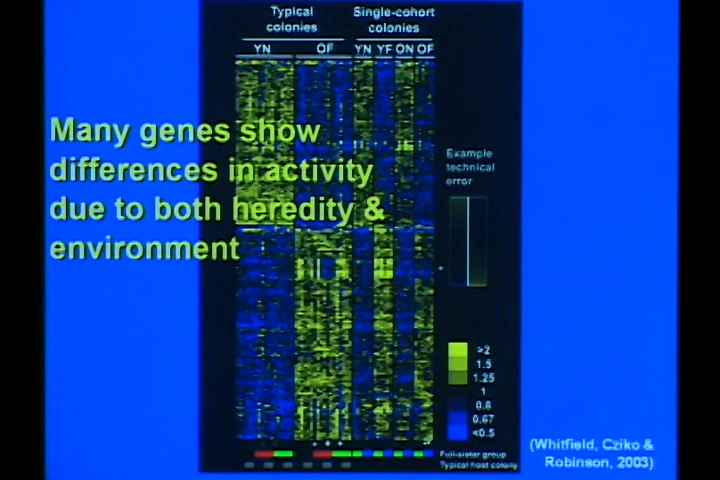 Typical
colonies
Single-cohort
colonies
YN OF YN YF ON OF
Many genes show
differences in activity
due to both heredity &
environment
Example
technical
error
>2
1.5
1.25
1
0.8
0.67
<0.5
Full-sister group
Typical host colony
(Whitfield, Cziko &
Robinson, 2003)